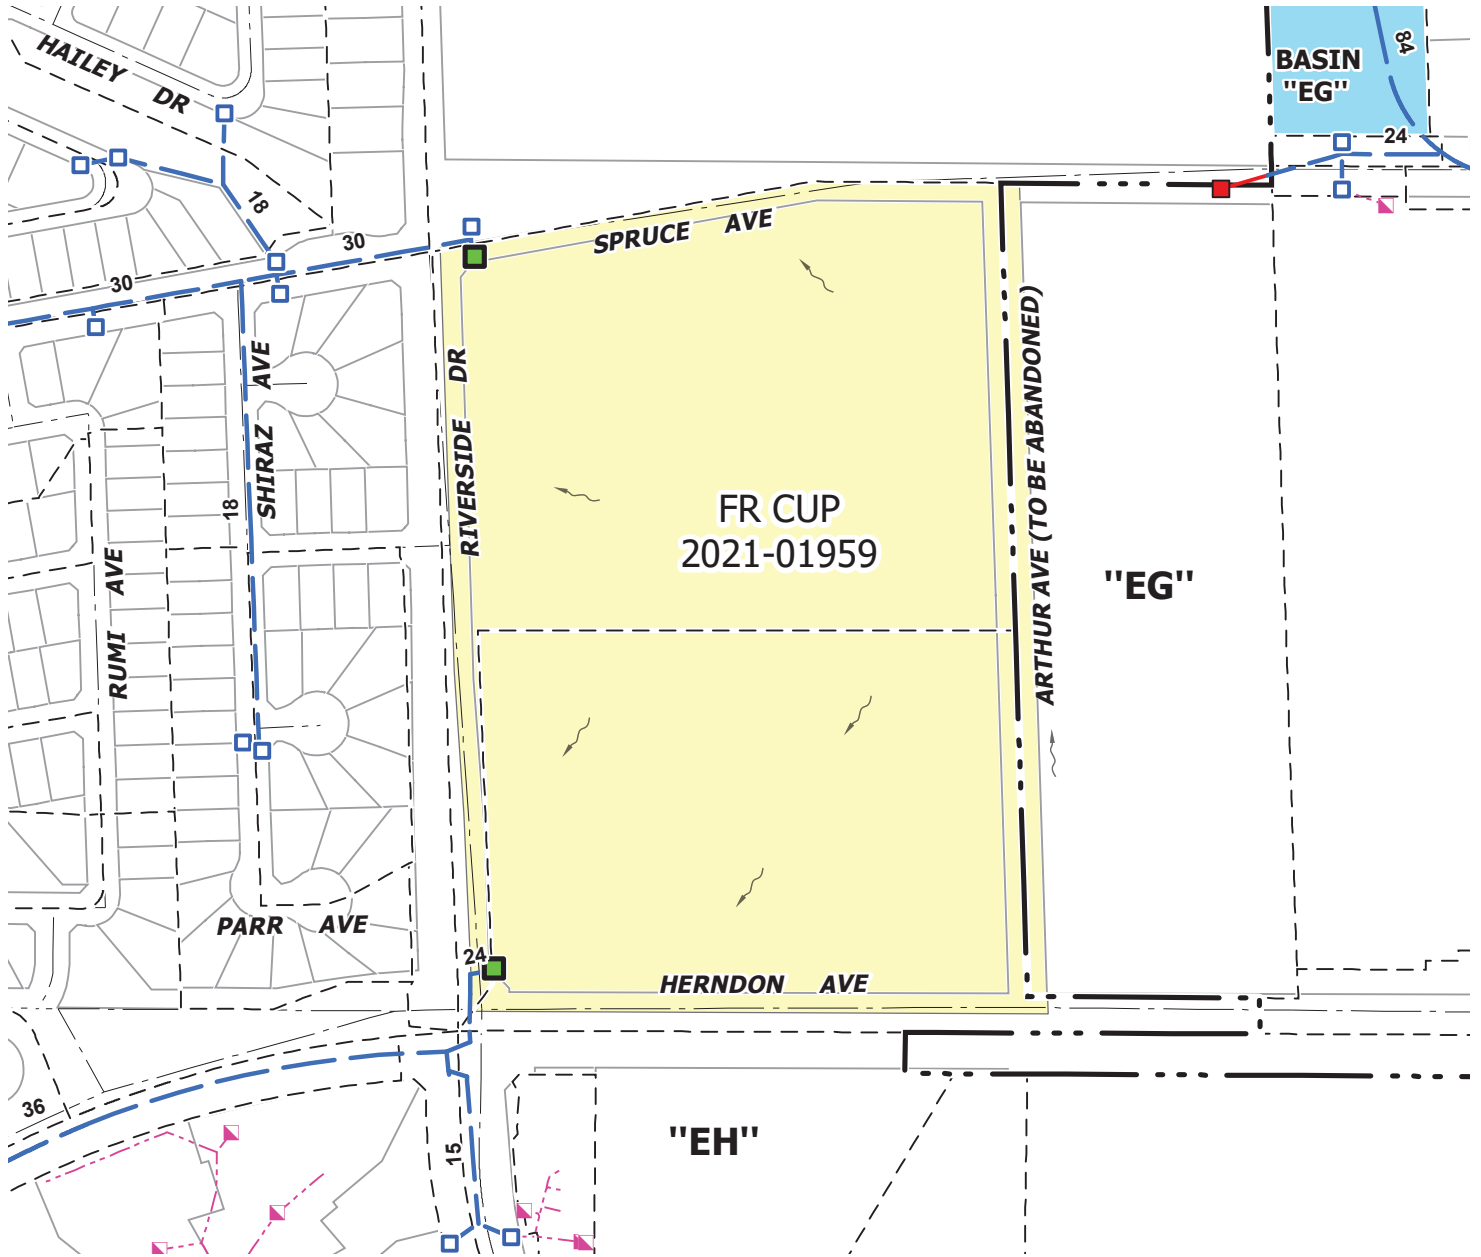 HAILEY DR
84
BASIN
"EG"
24
18
30
SPRUCE AVE
30
RIVERSIDE DR
SHIRAZ AVE
ARTHUR AVE (TO BE ABANDONED)
18
FR CUP
2021-01959
RUMI AVE
"EG"
PARR AVE
24
HERNDON AVE
36
15
"EH"